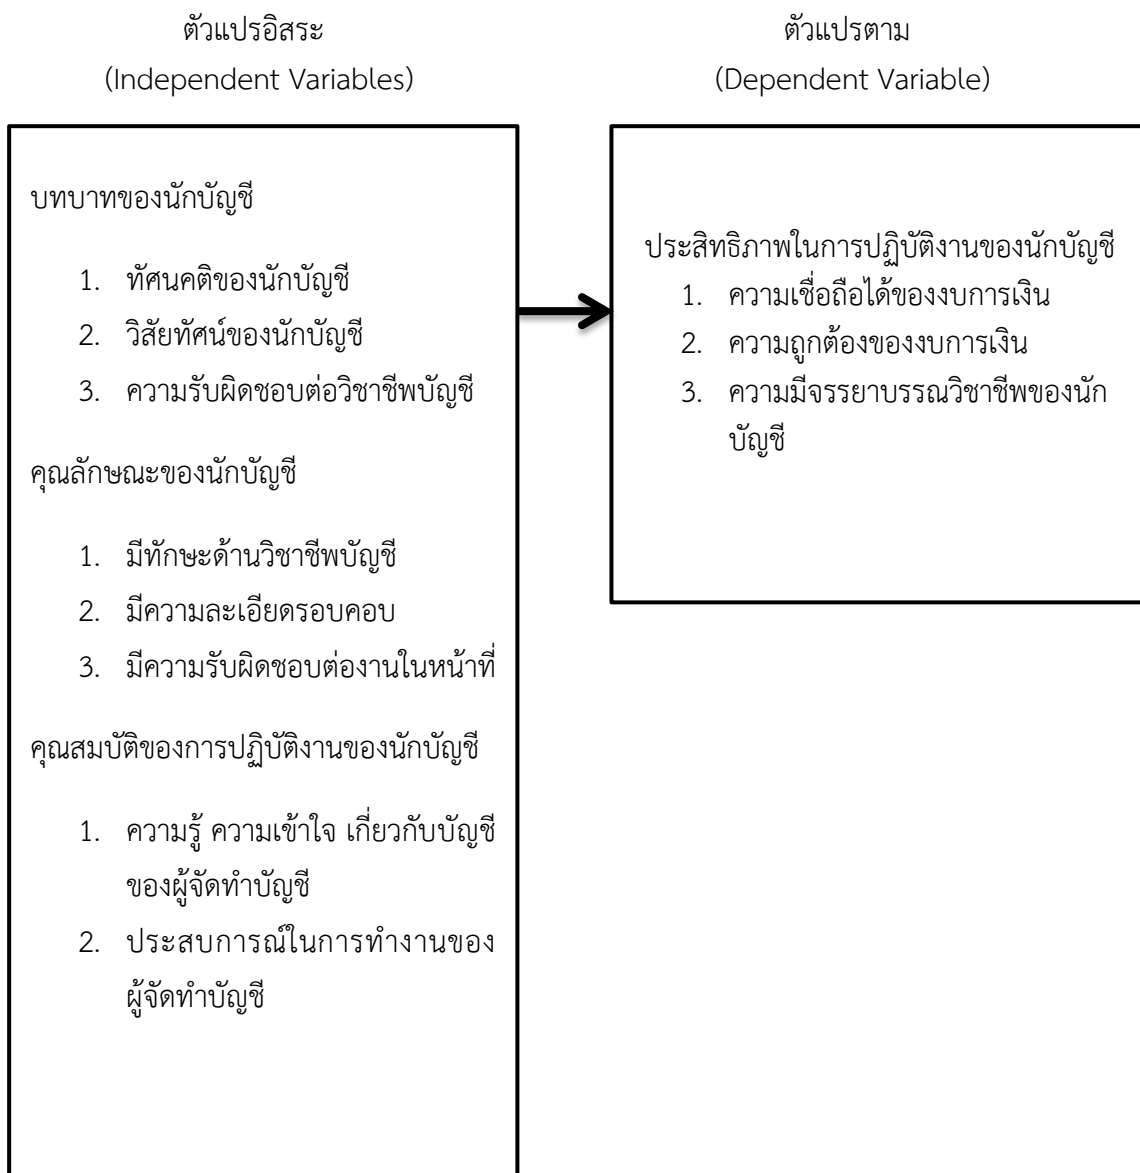 ตัวแปรอิสระ
(Independent Variables)
บทบาทของนักบัญชี
1. ทัศนคติของนักบัญชี
2. วิสัยทัศน์ของนักบัญชี
3. ความรับผิดชอบต่อวิชาชีพบัญชี
คุณลักษณะของนักบัญชี
1. มีทักษะด้านวิชาชีพบัญชี
2. มีความละเอียดรอบคอบ
3. มีความรับผิดชอบต่องานในหน้าที่
คุณสมบัติของการปฏิบัติงานของนักบัญชี
1. ความรู้ ความเข้าใจ เกี่ยวกับบัญชี
ของผู้จัดทำบัญชี
2. ประสบการณ์ในการทำงานของ
ผู้จัดทำบัญชี
ตัวแปรตาม
(Dependent Variable)
ประสิทธิภาพในการปฏิบัติงานของนักบัญชี
1. ความเชื่อถือได้ของงบการเงิน
2. ความถูกต้องของงบการเงิน
3. ความมีจรรยาบรรณวิชาชีพของนัก
บัญชี